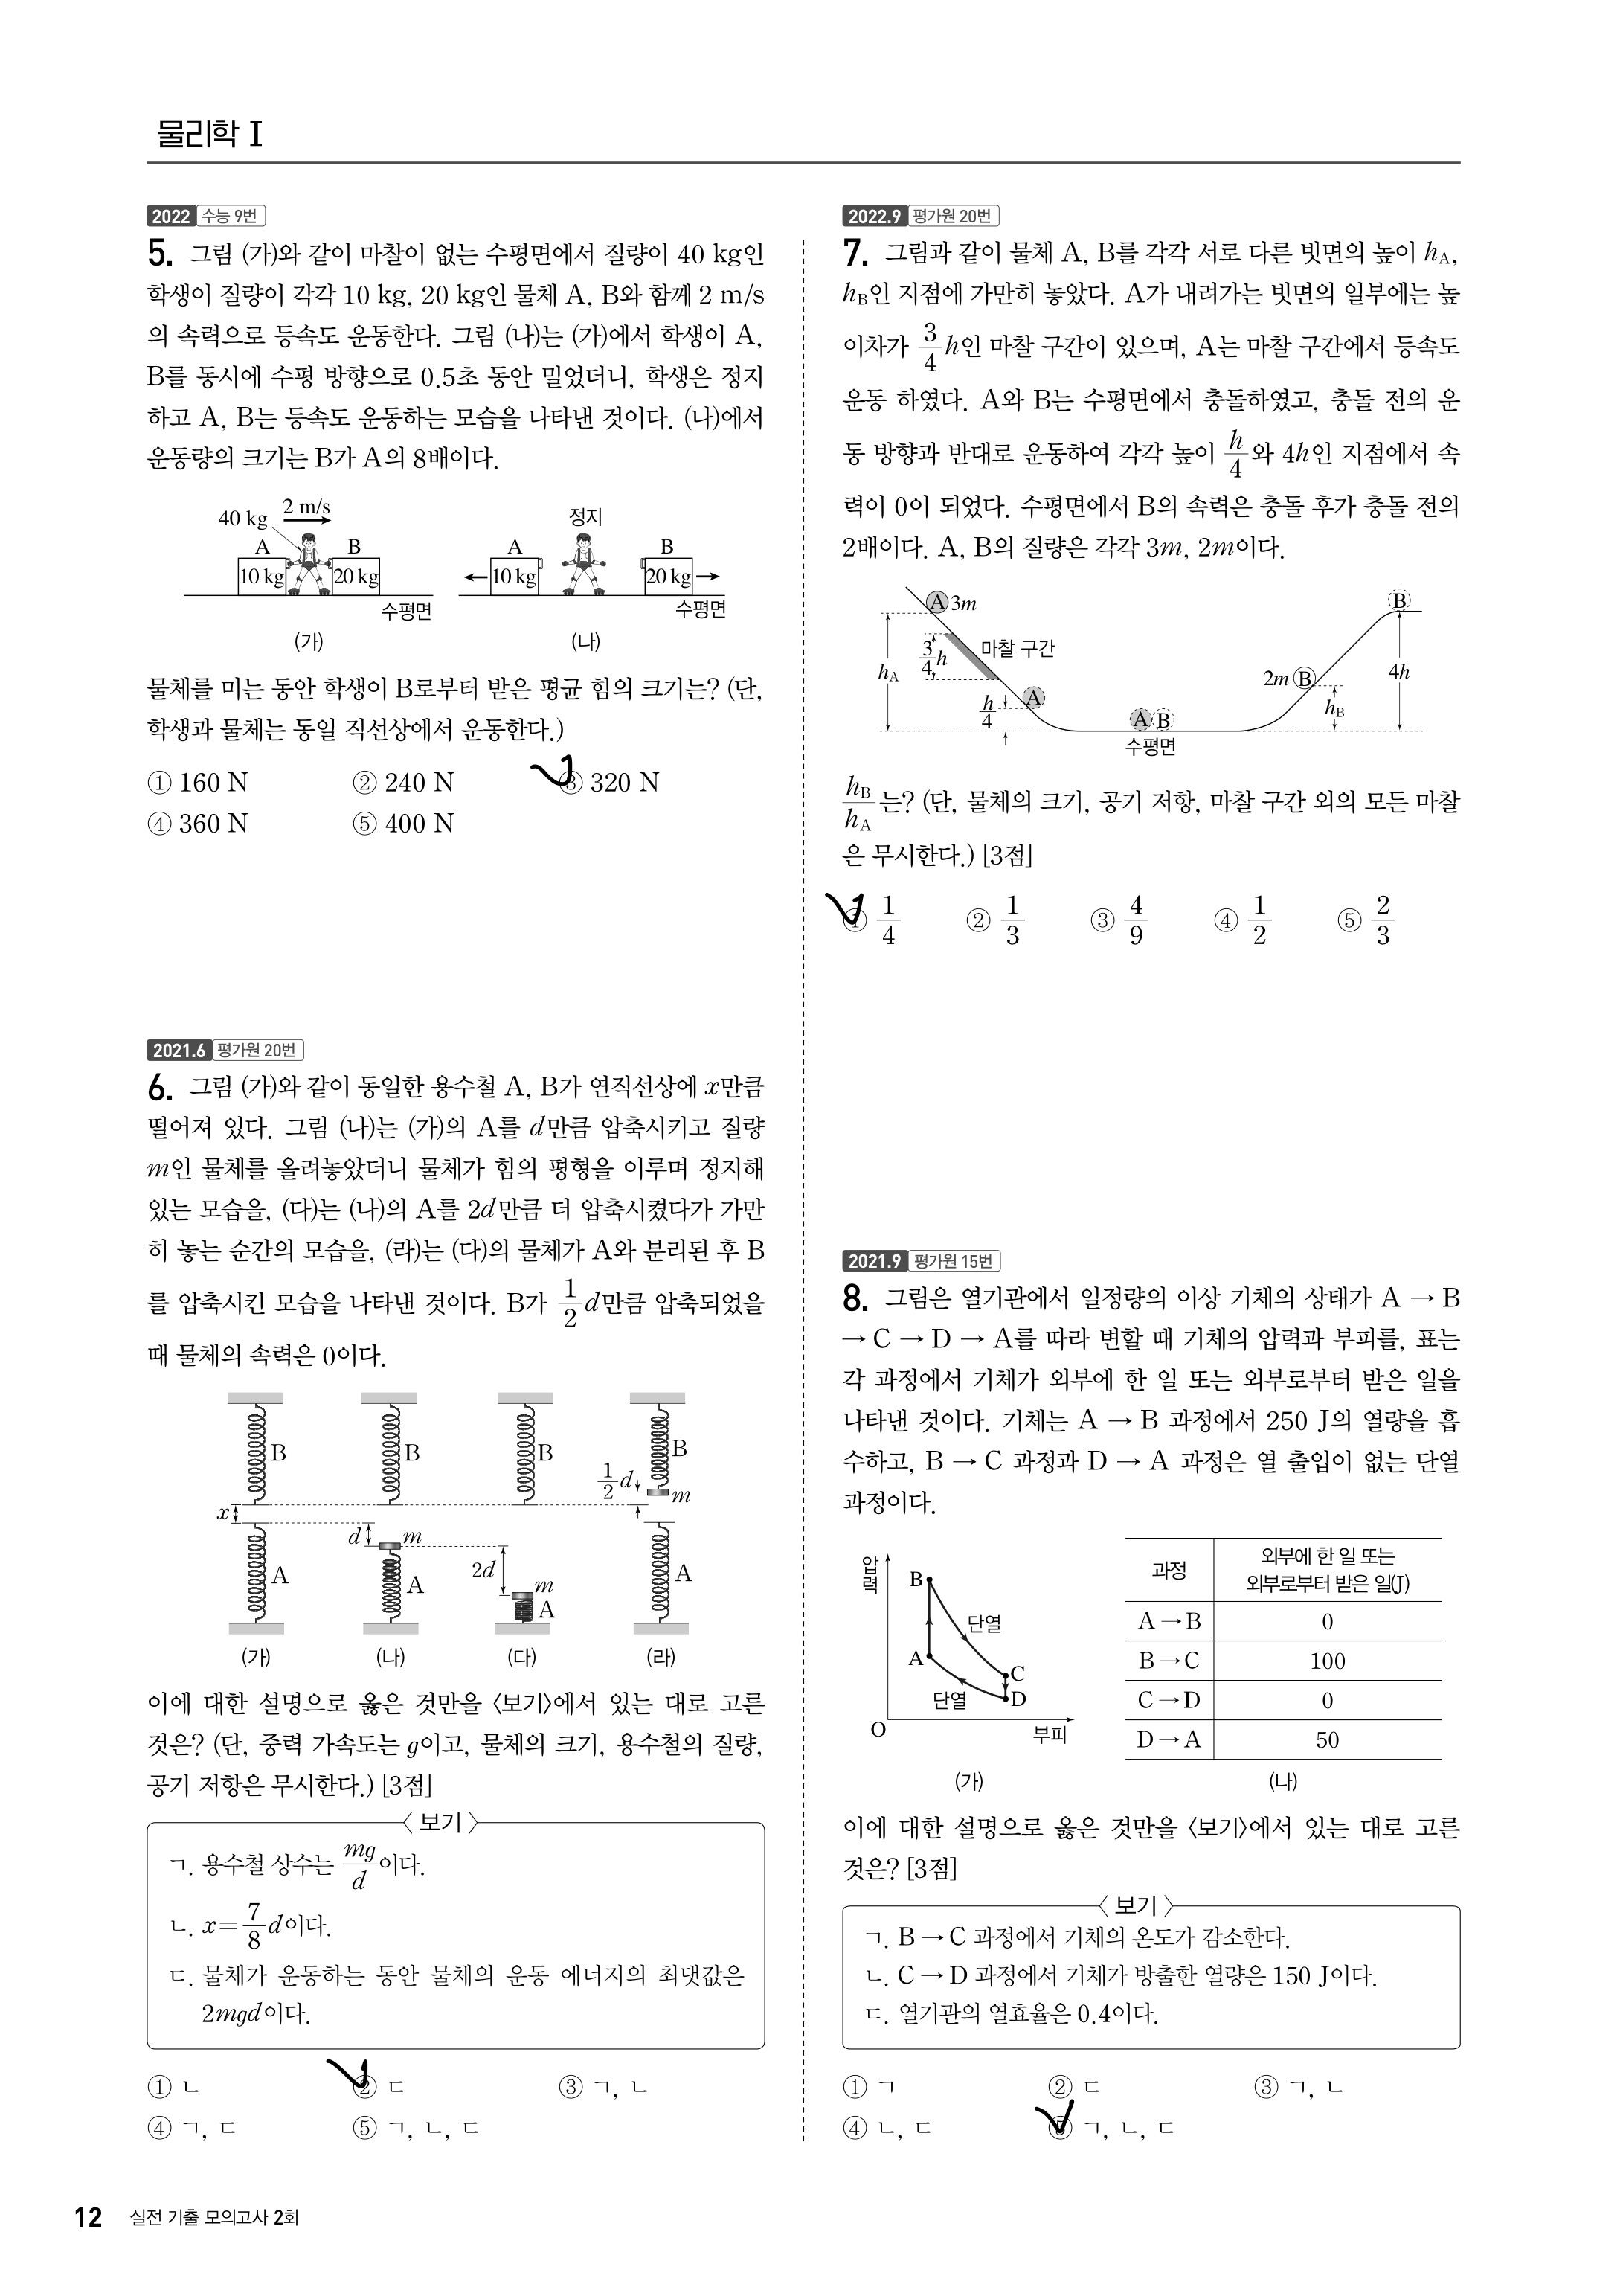 물리학 Ⅰ
2022 수능 9번
5. 그림 (가)와 같이 마찰이 없는 수평면에서 질량이 40 kg인
학생이 질량이 각각 10 kg, 20 kg인 물체 A, B와 함께 2 m/s
의 속력으로 등속도 운동한다. 그림 (나)는 (가)에서 학생이 A,
B를 동시에 수평 방향으로 0.5초 동안 밀었더니, 학생은 정지
하고 A, B는 등속도 운동하는 모습을 나타낸 것이다. (나)에서
운동량의 크기는 B가 A의 8배이다.
40 kg 2 m/s
A B
10 kg 20 kg
수평면
(가)
정지
A B
10 kg 20 kg
수평면
(나)
물체를 미는 동안 학생이 B로부터 받은 평균 힘의 크기는? (단,
학생과 물체는 동일 직선상에서 운동한다.)
① 160 N ② 240 N ③ 320 N
④ 360 N ⑤ 400 N
2021.6 평가원 20번
6. 그림 (가)와 같이 동일한 용수철 A, B가 연직선상에 x만큼
떨어져 있다. 그림 (나)는 (가)의 A를 d만큼 압축시키고 질량
m인 물체를 올려놓았더니 물체가 힘의 평형을 이루며 정지해
있는 모습을, (다)는 (나)의 A를 2d만큼 더 압축시켰다가 가만
히 놓는 순간의 모습을, (라)는 (다)의 물체가 A와 분리된 후 B
를 압축시킨 모습을 나타낸 것이다. B가 1/2 d만큼 압축되었을
때 물체의 속력은 0이다.
B B B B
1/2 d m
x
d m
2d m
A A A A
(가) (나) (다) (라)
이에 대한 설명으로 옳은 것만을 〈보기〉에서 있는 대로 고른
것은? (단, 중력 가속도는 g이고, 물체의 크기, 용수철의 질량,
공기 저항은 무시한다.) [3점]
〈보기〉
ㄱ. 용수철 상수는 mg/d이다.
ㄴ. x=7/8 d이다.
ㄷ. 물체가 운동하는 동안 물체의 운동 에너지의 최댓값은
2mgd이다.
① ㄴ ② ㄷ ③ ㄱ, ㄴ
④ ㄱ, ㄷ ⑤ ㄱ, ㄴ, ㄷ
2022.9 평가원 20번
7. 그림과 같이 물체 A, B를 각각 서로 다른 빗면의 높이 hA,
hB인 지점에 가만히 놓았다. A가 내려가는 빗면의 일부에는 높
이차가 3/4 h인 마찰 구간이 있으며, A는 마찰 구간에서 등속도
운동 하였다. A와 B는 수평면에서 충돌하였고, 충돌 전의 운
동 방향과 반대로 운동하여 각각 높이 h/4와 4h인 지점에서 속
력이 0이 되었다. 수평면에서 B의 속력은 충돌 후가 충돌 전의
2배이다. A, B의 질량은 각각 3m, 2m이다.
A 3m B
3/4 h 마찰 구간
hA 2m B 4h
h/4 A hB
A B
수평면
hB/hA는? (단, 물체의 크기, 공기 저항, 마찰 구간 외의 모든 마찰
은 무시한다.) [3점]
① 1/4 ② 1/3 ③ 4/9 ④ 1/2 ⑤ 2/3
2021.9 평가원 15번
8. 그림은 열기관에서 일정량의 이상 기체의 상태가 A → B
→ C → D → A를 따라 변할 때 기체의 압력과 부피를, 표는
각 과정에서 기체가 외부에 한 일 또는 외부로부터 받은 일을
나타낸 것이다. 기체는 A → B 과정에서 250 J의 열량을 흡
수하고, B → C 과정과 D → A 과정은 열 출입이 없는 단열
과정이다.
압력
B
단열
A
C
단열 D
O 부피
(가)
과정 외부에 한 일 또는 외부로부터 받은 일(J)
A→B 0
B→C 100
C→D 0
D→A 50
(나)
이에 대한 설명으로 옳은 것만을 〈보기〉에서 있는 대로 고른
것은? [3점]
〈보기〉
ㄱ. B→C 과정에서 기체의 온도가 감소한다.
ㄴ. C→D 과정에서 기체가 방출한 열량은 150 J이다.
ㄷ. 열기관의 열효율은 0.4이다.
① ㄱ ② ㄷ ③ ㄱ, ㄴ
④ ㄴ, ㄷ ⑤ ㄱ, ㄴ, ㄷ
12 실전 기출 모의고사 2회